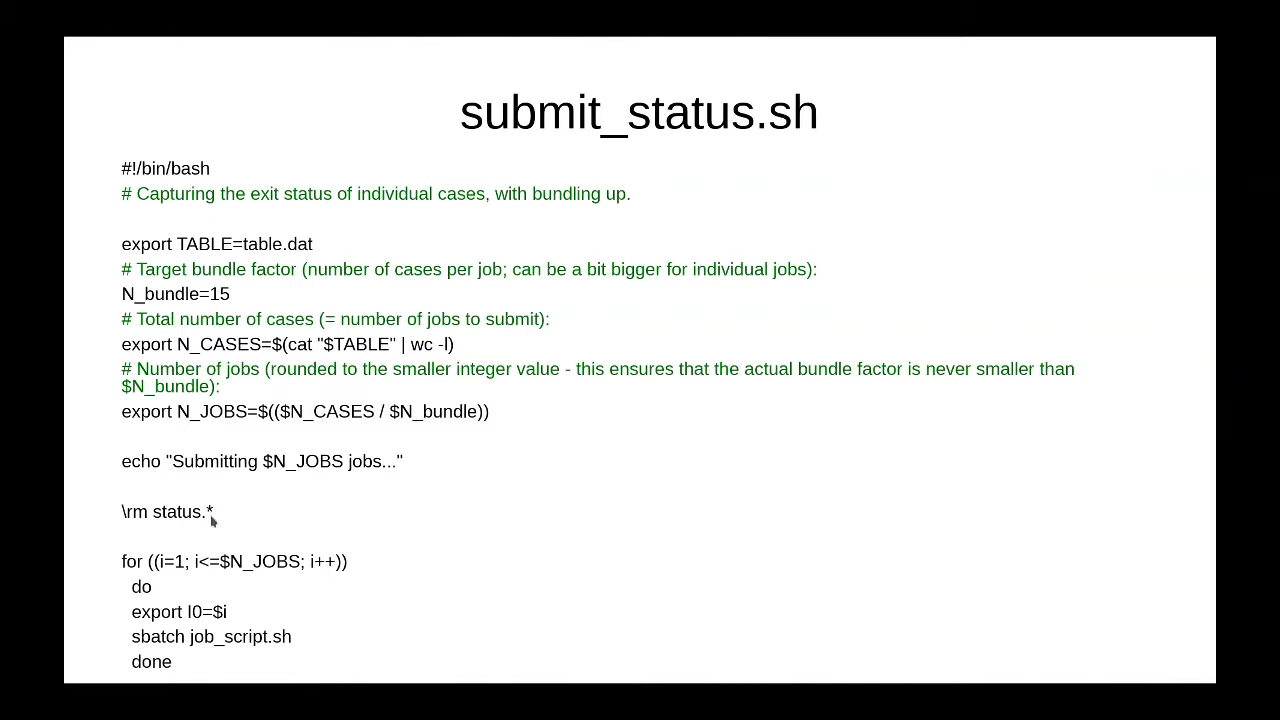 submit_status.sh
#!/bin/bash
# Capturing the exit status of individual cases, with bundling up.
export TABLE=table.dat
# Target bundle factor (number of cases per job; can be a bit bigger for individual jobs):
N_bundle=15
# Total number of cases (= number of jobs to submit):
export N_CASES=$(cat "$TABLE" | wc -l)
# Number of jobs (rounded to the smaller integer value - this ensures that the actual bundle factor is never smaller than
$N_bundle):
export N_JOBS=$(($N_CASES / $N_bundle))
echo "Submitting $N_JOBS jobs..."
\rm status.*
for ((i=1; i<=$N_JOBS; i++))
do
export I0=$i
sbatch job_script.sh
done